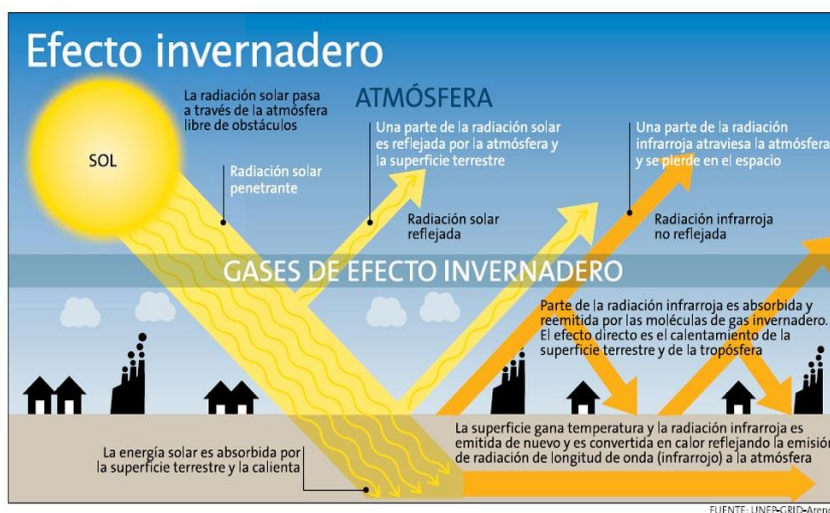 Efecto invernadero
SOL
La radiación solar pasa
a través de la atmósfera
libre de obstáculos
Radiación solar
penetrante
ATMÓSFERA
Una parte de la radiación solar
es reflejada por la atmósfera y
la superficie terrestre
Radiación solar
reflejada
Una parte de la radiación
infrarroja atraviesa la atmósfera
y se pierde en el espacio
Radiación infrarroja
no reflejada
GASES DE EFECTO INVERNADERO
Parte de la radiación infrarroja es absorbida y
reemitida por las moléculas de gas invernadero.
El efecto directo es el calentamiento de la
superficie terrestre y de la tropósfera
La energía solar es absorbida por
la superficie terrestre y la calienta
La superficie gana temperatura y la radiación infrarroja es
emitida de nuevo y es convertida en calor reflejando la emisión
de radiación de longitud de onda (infrarrojo) a la atmósfera
FUENTE: UNEP-GRID-Arend